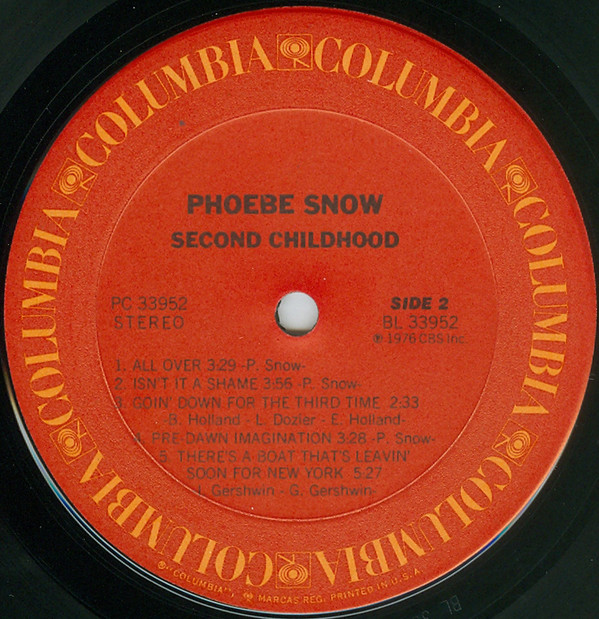 COLUMBIA COLUMBIA COLUMBIA COLUMBIA COLUMBIA COLUMBIA
PHOEBE SNOW
SECOND CHILDHOOD
PC 33952
STEREO
SIDE 2
BL 33952
℗ 1976 CBS Inc.
1. ALL OVER 3:29 -P. Snow-
2. ISN'T IT A SHAME 3:56 -P. Snow-
3. GOIN' DOWN FOR THE THIRD TIME 2:33
B. Holland - L. Dozier - E. Holland-
4. PRE-DAWN IMAGINATION 3:28 -P. Snow-
5. THERE'S A BOAT THAT'S LEAVIN'
SOON FOR NEW YORK 5:27
I. Gershwin - G. Gershwin-
®"COLUMBIA", MARCAS REG. PRINTED IN U.S.A.